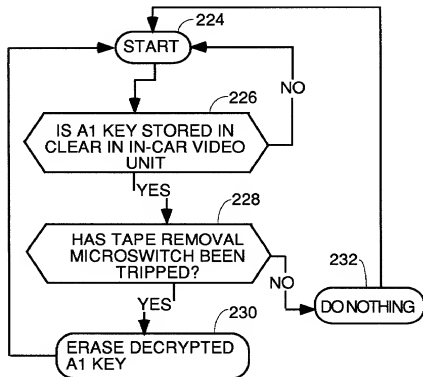 224
START
226
NO
IS A1 KEY STORED IN
CLEAR IN IN-CAR VIDEO
UNIT
YES
228
HAS TAPE REMOVAL
MICROSWITCH BEEN
TRIPPED?
232
NO
DO NOTHING
YES
230
ERASE DECRYPTED
A1 KEY